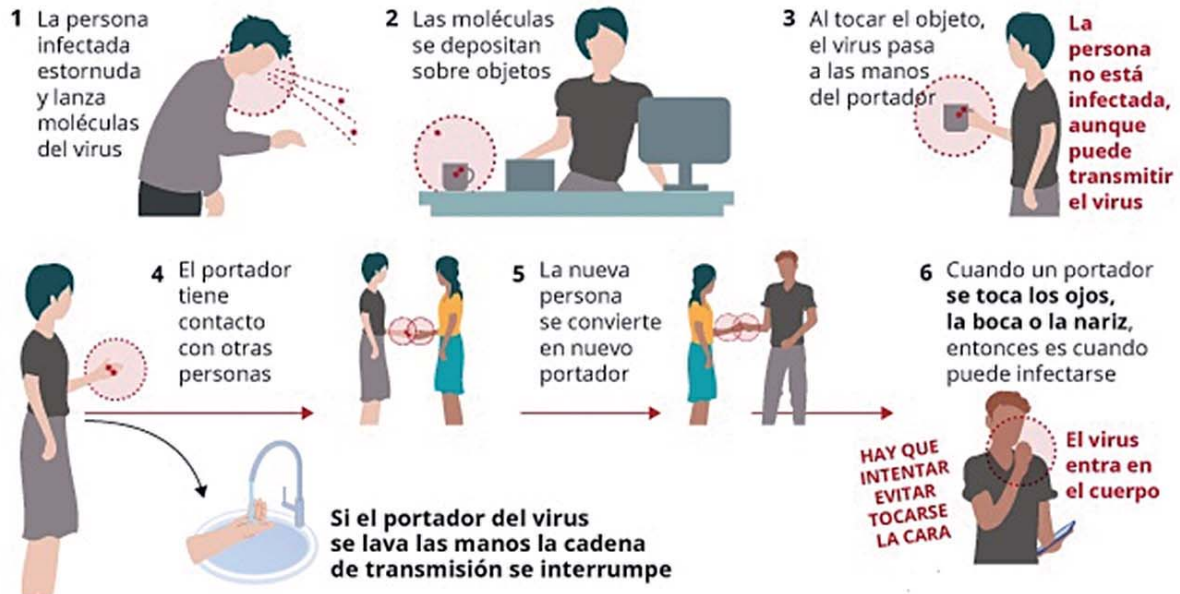 1 La persona
infectada
estornuda
y lanza
moléculas
del virus
2 Las moléculas
se depositan
sobre objetos
3 Al tocar el objeto,
el virus pasa
a las manos
del portador
La
persona
no está
infectada,
aunque
puede
transmitir
el virus
4 El portador
tiene
contacto
con otras
personas
5 La nueva
persona
se convierte
en nuevo
portador
6 Cuando un portador
se toca los ojos,
la boca o la nariz,
entonces es cuando
puede infectarse
HAY QUE
INTENTAR
EVITAR
TOCARSE
LA CARA
El virus
entra en
el cuerpo
Si el portador del virus
se lava las manos la cadena
de transmisión se interrumpe